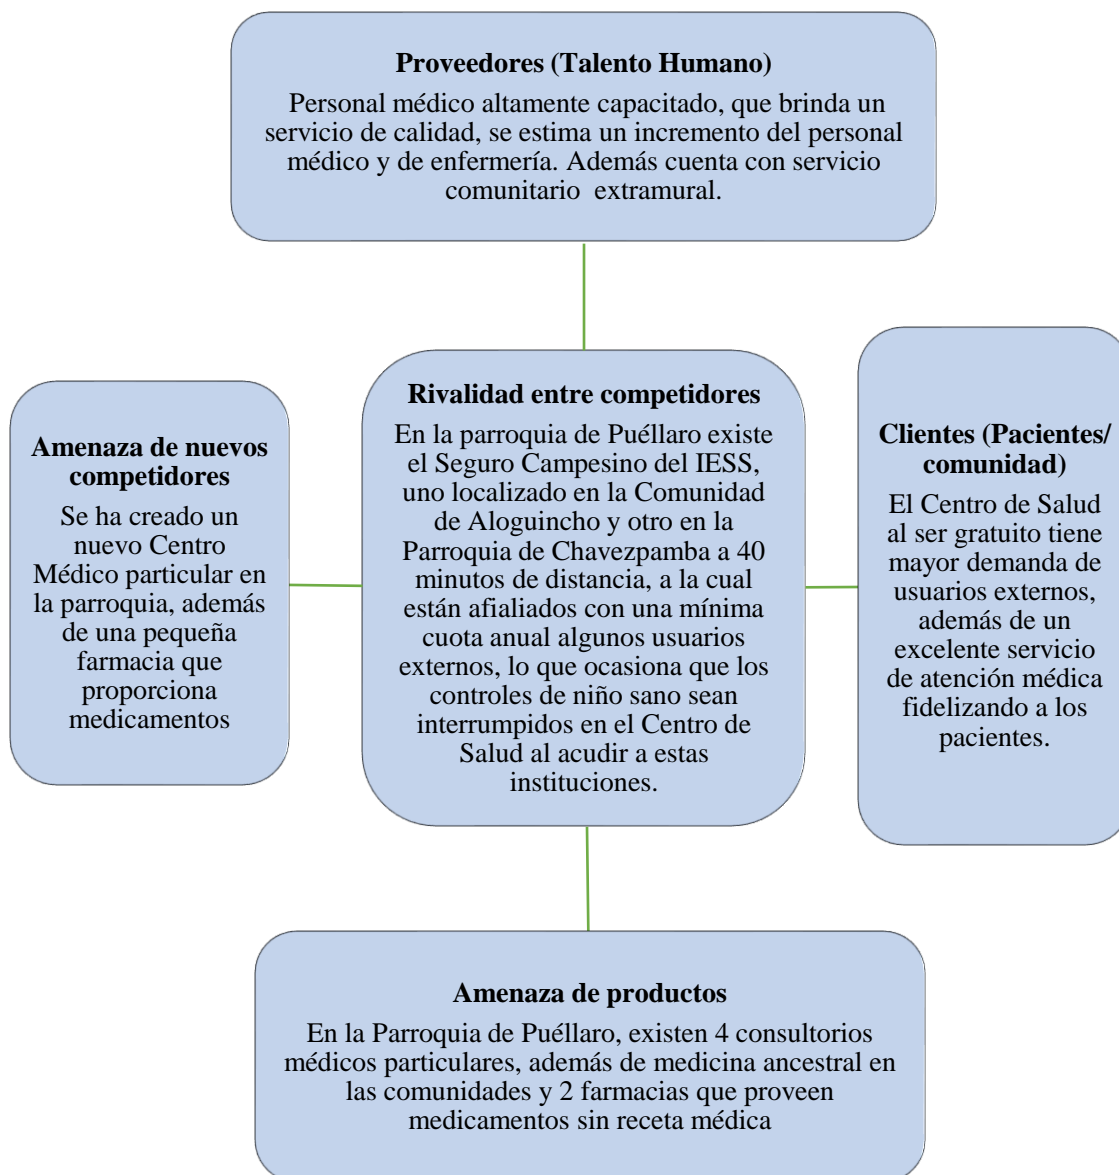 Proveedores (Talento Humano)
Personal médico altamente capacitado, que brinda un
servicio de calidad, se estima un incremento del personal
médico y de enfermería. Además cuenta con servicio
comunitario extramural.
Amenaza de nuevos
competidores
Se ha creado un
nuevo Centro
Médico particular en
la parroquia, además
de una pequeña
farmacia que
proporciona
medicamentos
Rivalidad entre competidores
En la parroquia de Puéllaro existe
el Seguro Campesino del IESS,
uno localizado en la Comunidad
de Aloguincho y otro en la
Parroquia de Chavezpamba a 40
minutos de distancia, a la cual
están afialiados con una mínima
cuota anual algunos usuarios
externos, lo que ocasiona que los
controles de niño sano sean
interrumpidos en el Centro de
Salud al acudir a estas
instituciones.
Clientes (Pacientes/
comunidad)
El Centro de Salud
al ser gratuito tiene
mayor demanda de
usuarios externos,
además de un
excelente servicio
de atención médica
fidelizando a los
pacientes.
Amenaza de productos
En la Parroquia de Puéllaro, existen 4 consultorios
médicos particulares, además de medicina ancestral en
las comunidades y 2 farmacias que proveen
medicamentos sin receta médica